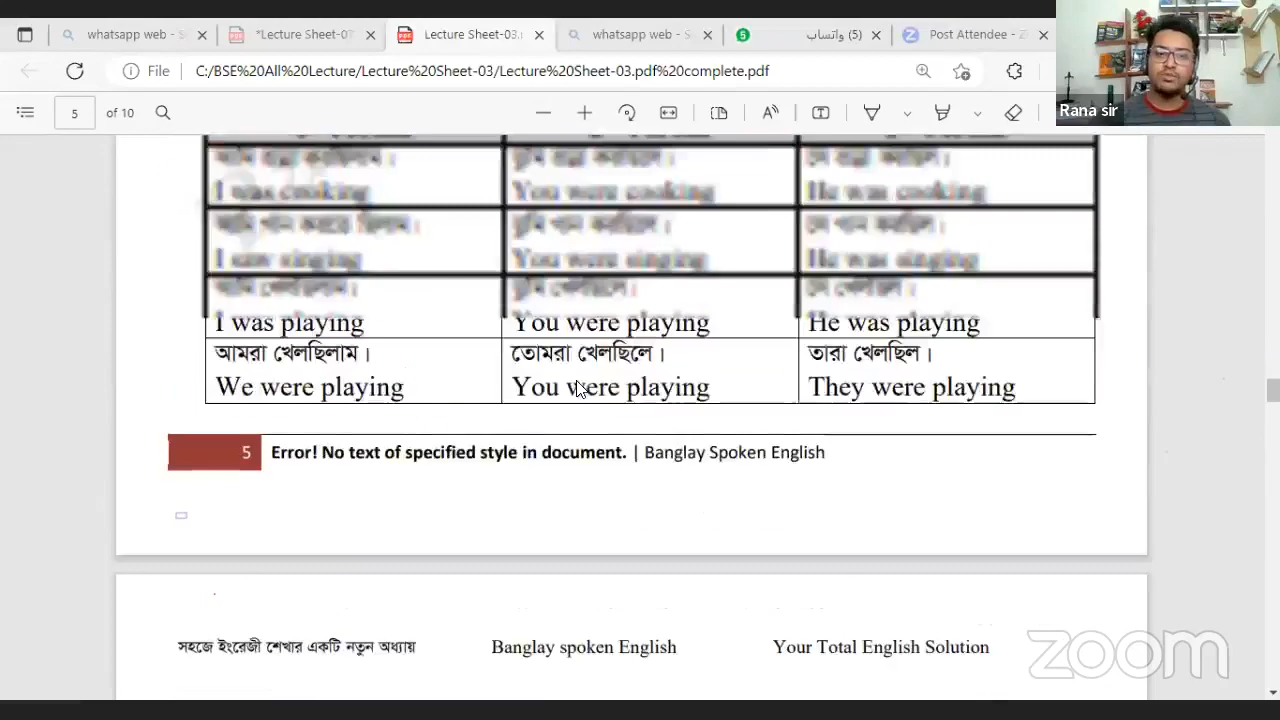 whatsapp web - S
*Lecture Sheet-07
Lecture Sheet-03.
whatsapp web - S
واتساب (5)
5
Post Attendee - Z
File
C:/BSE%20All%20Lecture/Lecture%20Sheet-03/Lecture%20Sheet-03.pdf%20complete.pdf
Rana sir
5 of 10
I was cooking
You were cooking
He was cooking
You were singing
He was singing
I was playing
You were playing
He was playing
আমরা খেলছিলাম।
তোমরা খেলছিলে।
তারা খেলছিল।
We were playing
You were playing
They were playing
5 Error! No text of specified style in document. | Banglay Spoken English
সহজে ইংরেজী শেখার একটি নতুন অধ্যায়
Banglay spoken English
Your Total English Solution
zoom